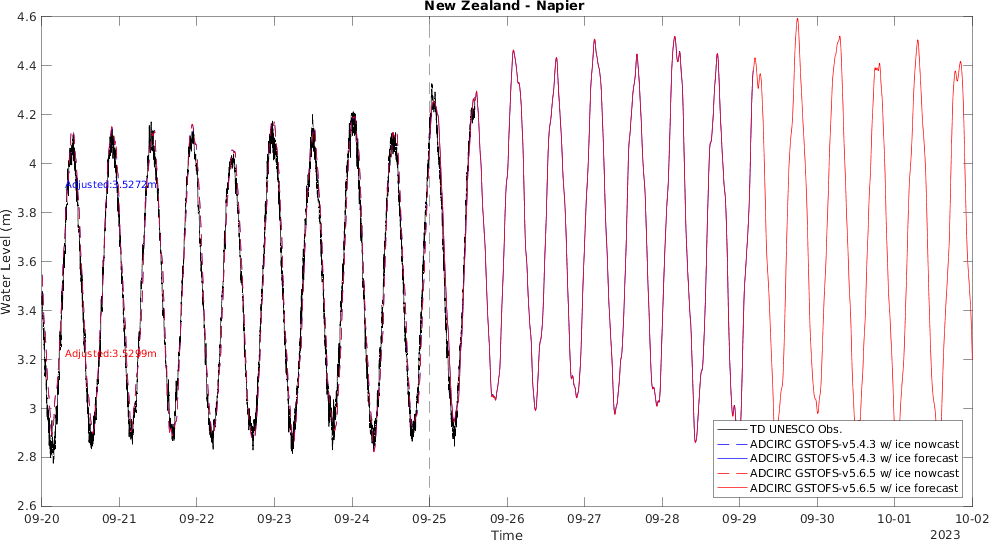 New Zealand - Napier
4.6
4.4
4.2
4
3.8
3.6
3.4
3.2
3
2.8
2.6
Water Level (m)
Adjusted:3.5272m
Adjusted:3.5299m
TD UNESCO Obs.
ADCIRC GSTOFS-v5.4.3 w/ ice nowcast
ADCIRC GSTOFS-v5.4.3 w/ ice forecast
ADCIRC GSTOFS-v5.6.5 w/ ice nowcast
ADCIRC GSTOFS-v5.6.5 w/ ice forecast
09-20 09-21 09-22 09-23 09-24 09-25 09-26 09-27 09-28 09-29 09-30 10-01 10-02
Time
2023